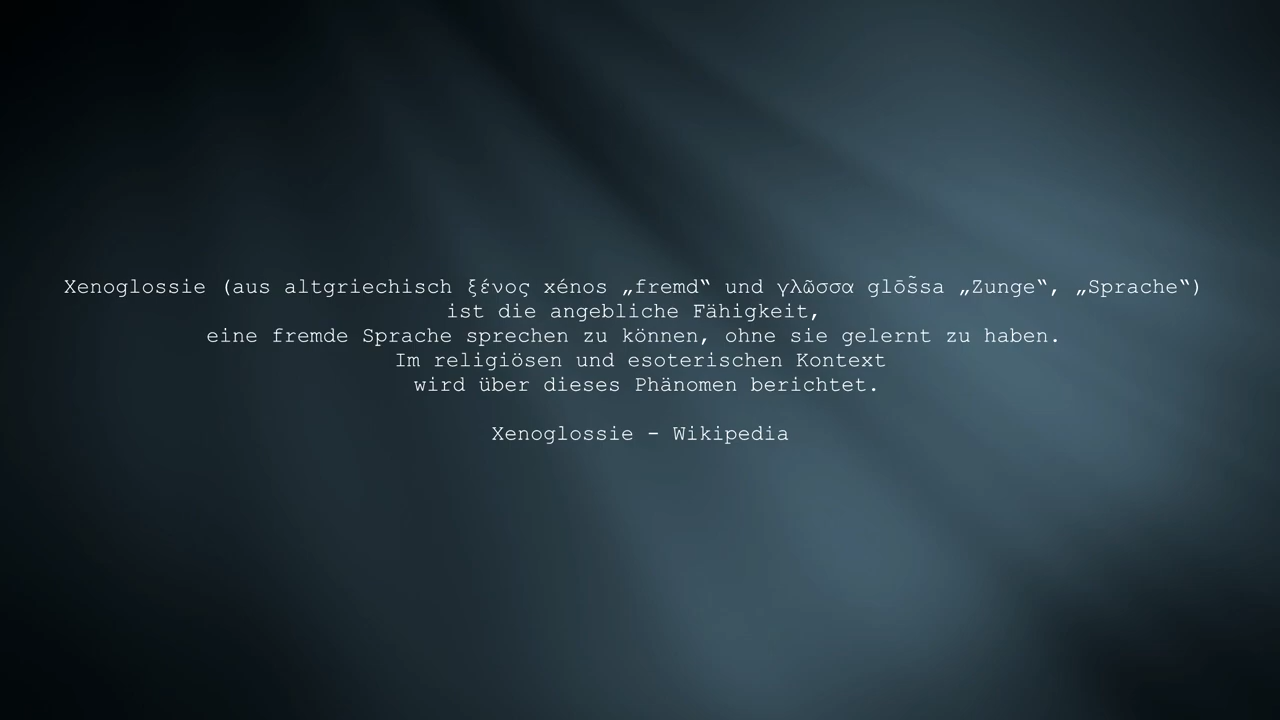 Xenoglossie (aus altgriechisch ξένος xénos „fremd“ und γλῶσσα glō̃ssa „Zunge“, „Sprache“)
ist die angebliche Fähigkeit,
eine fremde Sprache sprechen zu können, ohne sie gelernt zu haben.
Im religiösen und esoterischen Kontext
wird über dieses Phänomen berichtet.
Xenoglossie - Wikipedia